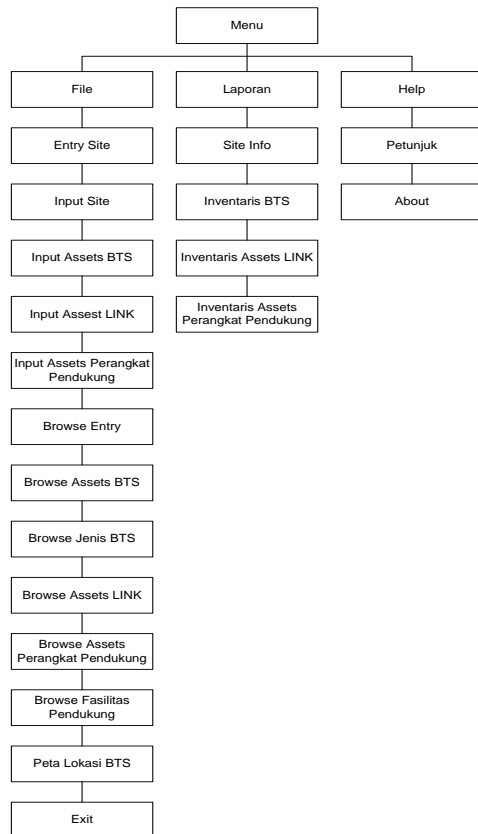 Menu
File
Laporan
Help
Entry Site
Site Info
Petunjuk
Input Site
Inventaris BTS
About
Input Assets BTS
Inventaris Assets LINK
Input Assest LINK
Inventaris Assets
Perangkat Pendukung
Input Assets Perangkat
Pendukung
Browse Entry
Browse Assets BTS
Browse Jenis BTS
Browse Assets LINK
Browse Assets
Perangkat Pendukung
Browse Fasilitas
Pendukung
Peta Lokasi BTS
Exit